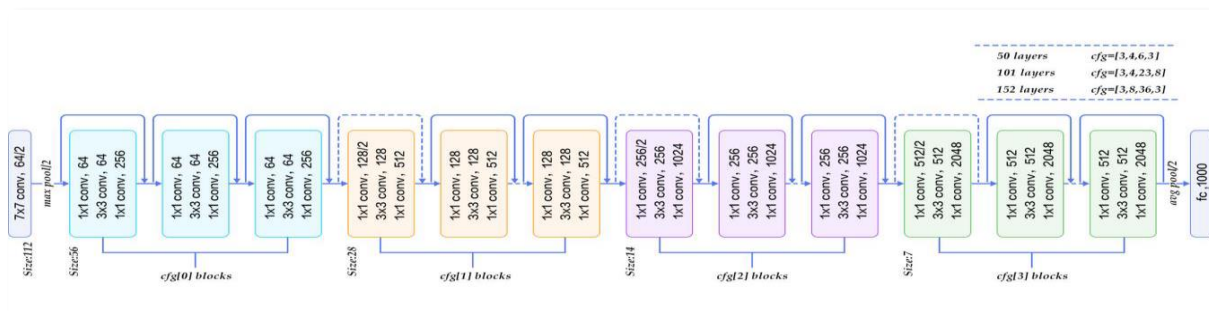 50 layers cfg=[3,4,6,3]
101 layers cfg=[3,4,23,8]
152 layers cfg=[3,8,36,3]
7x7 conv, 64/2
max pool/2
1x1 conv, 64
3x3 conv, 64
1x1 conv, 256
1x1 conv, 64
3x3 conv, 64
1x1 conv, 256
1x1 conv, 64
3x3 conv, 64
1x1 conv, 256
1x1 conv, 128/2
3x3 conv, 128
1x1 conv, 512
1x1 conv, 128
3x3 conv, 128
1x1 conv, 512
1x1 conv, 128
3x3 conv, 128
1x1 conv, 512
1x1 conv, 256/2
3x3 conv, 256
1x1 conv, 1024
1x1 conv, 256
3x3 conv, 256
1x1 conv, 1024
1x1 conv, 256
3x3 conv, 256
1x1 conv, 1024
1x1 conv, 512/2
3x3 conv, 512
1x1 conv, 2048
1x1 conv, 512
3x3 conv, 512
1x1 conv, 2048
1x1 conv, 512
3x3 conv, 512
1x1 conv, 2048
avg pool/2
fc ,1000
Size:112
Size:56
Size:28
Size:14
Size:7
cfg[0] blocks
cfg[1] blocks
cfg[2] blocks
cfg[3] blocks